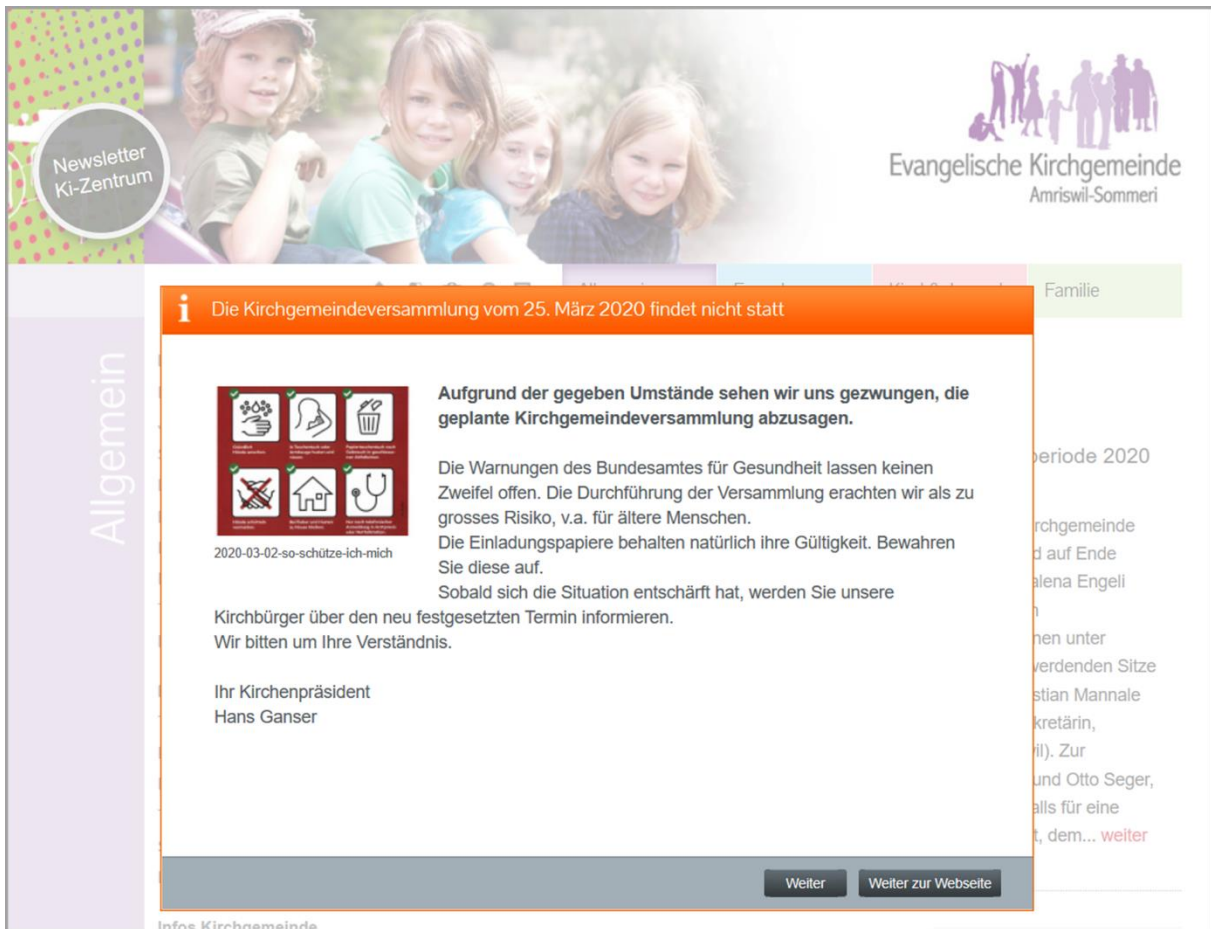 Newsletter
Ki-Zentrum
Evangelische Kirchgemeinde
Amriswil-Sommeri
Familie
Die Kirchgemeindeversammlung vom 25. März 2020 findet nicht statt
Allgemein
Aufgrund der gegeben Umstände sehen wir uns gezwungen, die
geplante Kirchgemeindeversammlung abzusagen.
Die Warnungen des Bundesamtes für Gesundheit lassen keinen
Zweifel offen. Die Durchführung der Versammlung erachten wir als zu
grosses Risiko, v.a. für ältere Menschen.
Die Einladungspapiere behalten natürlich ihre Gültigkeit. Bewahren
Sie diese auf.
Sobald sich die Situation entschärft hat, werden Sie unsere
Kirchbürger über den neu festgesetzten Termin informieren.
Wir bitten um Ihre Verständnis.
2020-03-02-so-schütze-ich-mich
Ihr Kirchenpräsident
Hans Ganser
Weiter
Weiter zur Webseite
eriode 2020
rchgemeinde
d auf Ende
alena Engeli
nen unter
verdenden Sitze
stian Mannale
kretärin,
il). Zur
und Otto Seger,
alls für eine
t, dem... weiter
Infos Kirchgemeinde